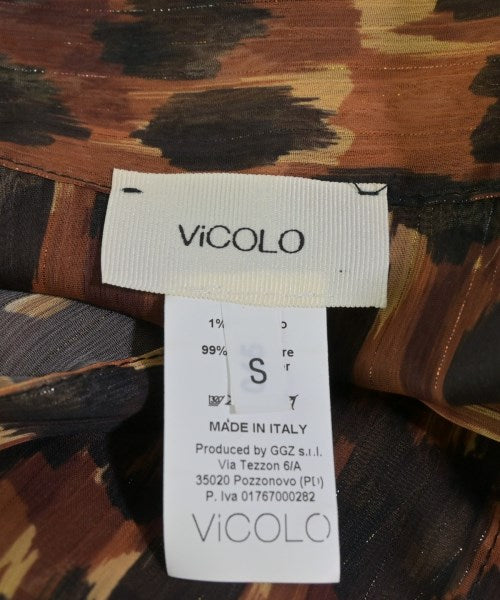 ViCOLO
1%
99%
S
MADE IN ITALY
Produced by GGZ s.r.l.
Via Tezzon 6/A
35020 Pozzonovo (PD)
P. Iva 01767000282
ViCOLO